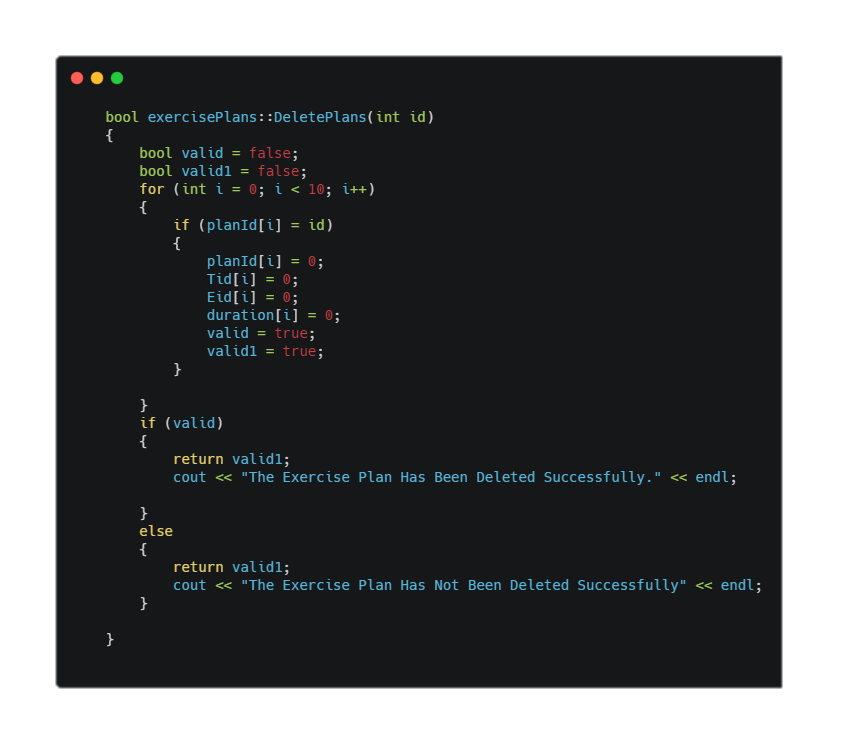 bool exercisePlans::DeletePlans(int id)
{
    bool valid = false;
    bool valid1 = false;
    for (int i = 0; i < 10; i++)
    {
        if (planId[i] = id)
        {
            planId[i] = 0;
            Tid[i] = 0;
            Eid[i] = 0;
            duration[i] = 0;
            valid = true;
            valid1 = true;
        }

    }
    if (valid)
    {
        return valid1;
        cout << "The Exercise Plan Has Been Deleted Successfully." << endl;

    }
    else
    {
        return valid1;
        cout << "The Exercise Plan Has Not Been Deleted Successfully" << endl;
    }

}